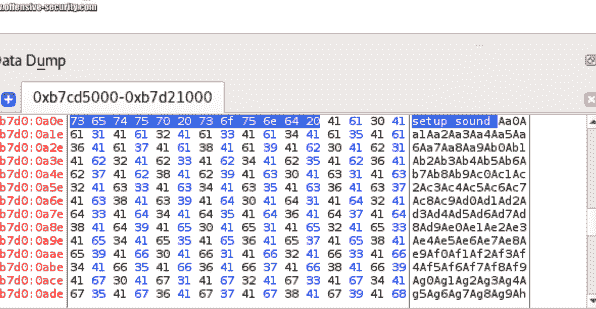 www.offensive-security.com
ata Dump
0xb7cd5000-0xb7d21000
b7d0:0a0e 73 65 74 75 70 20 73 6f 75 6e 64 20 41 61 30 41 setup sound Aa0A
b7d0:0a1e 61 31 41 61 32 41 61 33 41 61 34 41 61 35 41 61 a1Aa2Aa3Aa4Aa5Aa
b7d0:0a2e 36 41 61 37 41 61 38 41 61 39 41 62 30 41 62 31 6Aa7Aa8Aa9Ab0Ab1
b7d0:0a3e 41 62 32 41 62 33 41 62 34 41 62 35 41 62 36 41 Ab2Ab3Ab4Ab5Ab6A
b7d0:0a4e 62 37 41 62 38 41 62 39 41 63 30 41 63 31 41 63 b7Ab8Ab9Ac0Ac1Ac
b7d0:0a5e 32 41 63 33 41 63 34 41 63 35 41 63 36 41 63 37 2Ac3Ac4Ac5Ac6Ac7
b7d0:0a6e 41 63 38 41 63 39 41 64 30 41 64 31 41 64 32 41 Ac8Ac9Ad0Ad1Ad2A
b7d0:0a7e 64 33 41 64 34 41 64 35 41 64 36 41 64 37 41 64 d3Ad4Ad5Ad6Ad7Ad
b7d0:0a8e 38 41 64 39 41 65 30 41 65 31 41 65 32 41 65 33 8Ad9Ae0Ae1Ae2Ae3
b7d0:0a9e 41 65 34 41 65 35 41 65 36 41 65 37 41 65 38 41 Ae4Ae5Ae6Ae7Ae8A
b7d0:0aae 65 39 41 66 30 41 66 31 41 66 32 41 66 33 41 66 e9Af0Af1Af2Af3Af
b7d0:0abe 34 41 66 35 41 66 36 41 66 37 41 66 38 41 66 39 4Af5Af6Af7Af8Af9
b7d0:0ace 41 67 30 41 67 31 41 67 32 41 67 33 41 67 34 41 Ag0Ag1Ag2Ag3Ag4A
b7d0:0ade 67 35 41 67 36 41 67 37 41 67 38 41 67 39 41 68 g5Ag6Ag7Ag8Ag9Ah